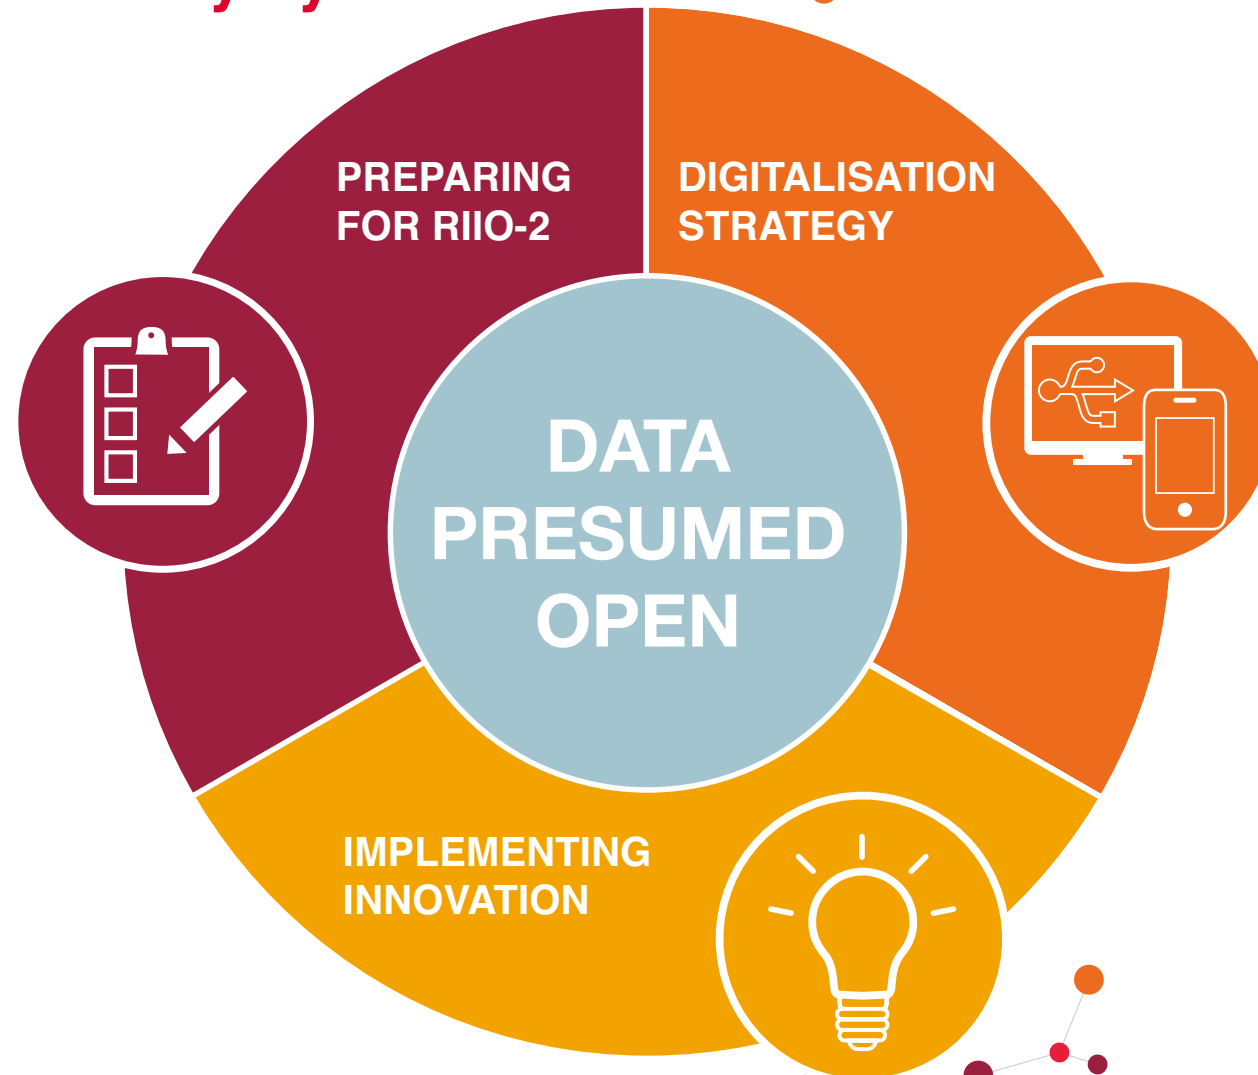 PREPARING
FOR RIIO-2
DIGITALISATION
STRATEGY
DATA
PRESUMED
OPEN
IMPLEMENTING
INNOVATION